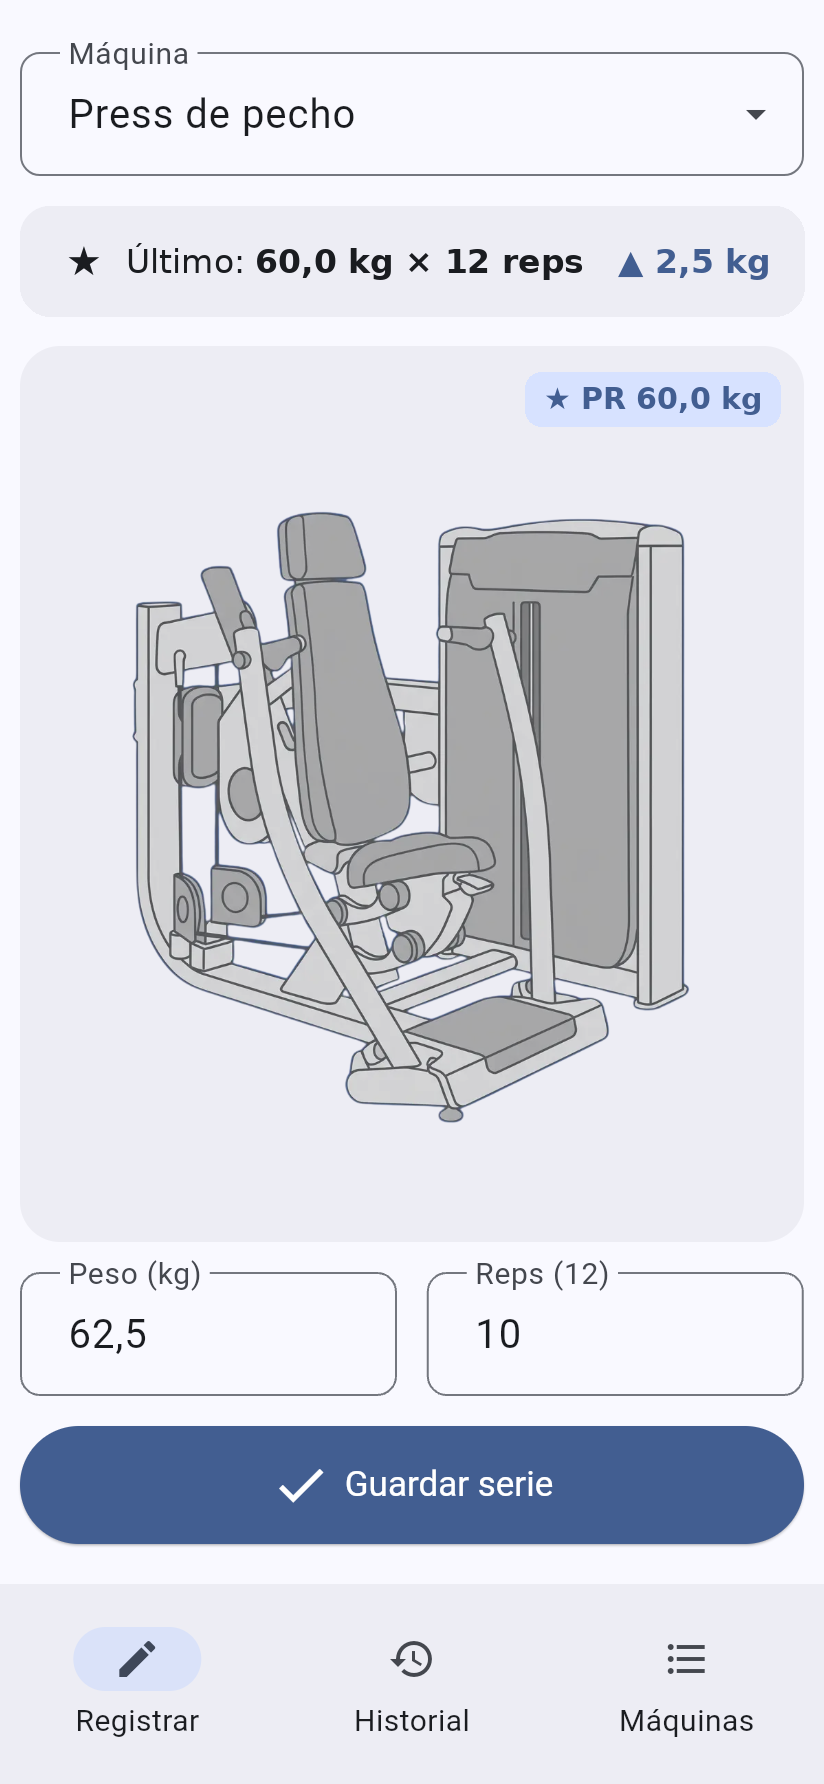 Máquina
Press de pecho
★ Último: 60,0 kg × 12 reps ▲ 2,5 kg
★ PR 60,0 kg
Peso (kg)
62,5
Reps (12)
10
Guardar serie
Registrar
Historial
Máquinas